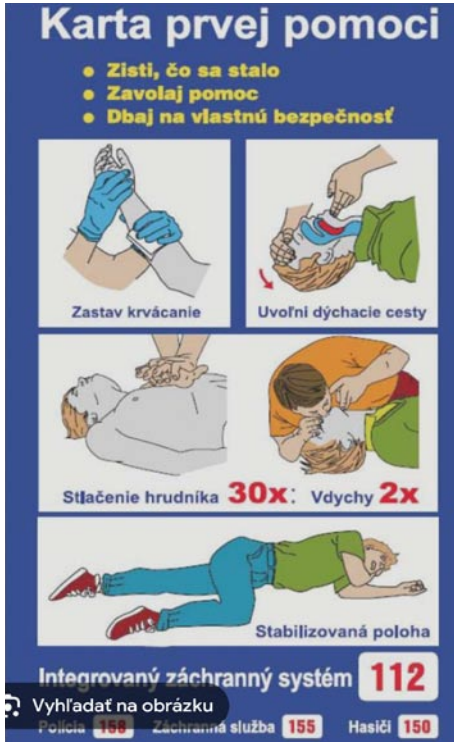 Karta prvej pomoci
Zisti, čo sa stalo
Zavolaj pomoc
Dbaj na vlastnú bezpečnosť
Zastav krvácanie
Uvoľni dýchacie cesty
Stlačenie hrudníka 30x: Vdychy 2x
Stabilizovaná poloha
Integrovaný záchranný systém 112
Vyhľadať na obrázku
Polícia 158 Záchranná služba 155 Hasiči 150